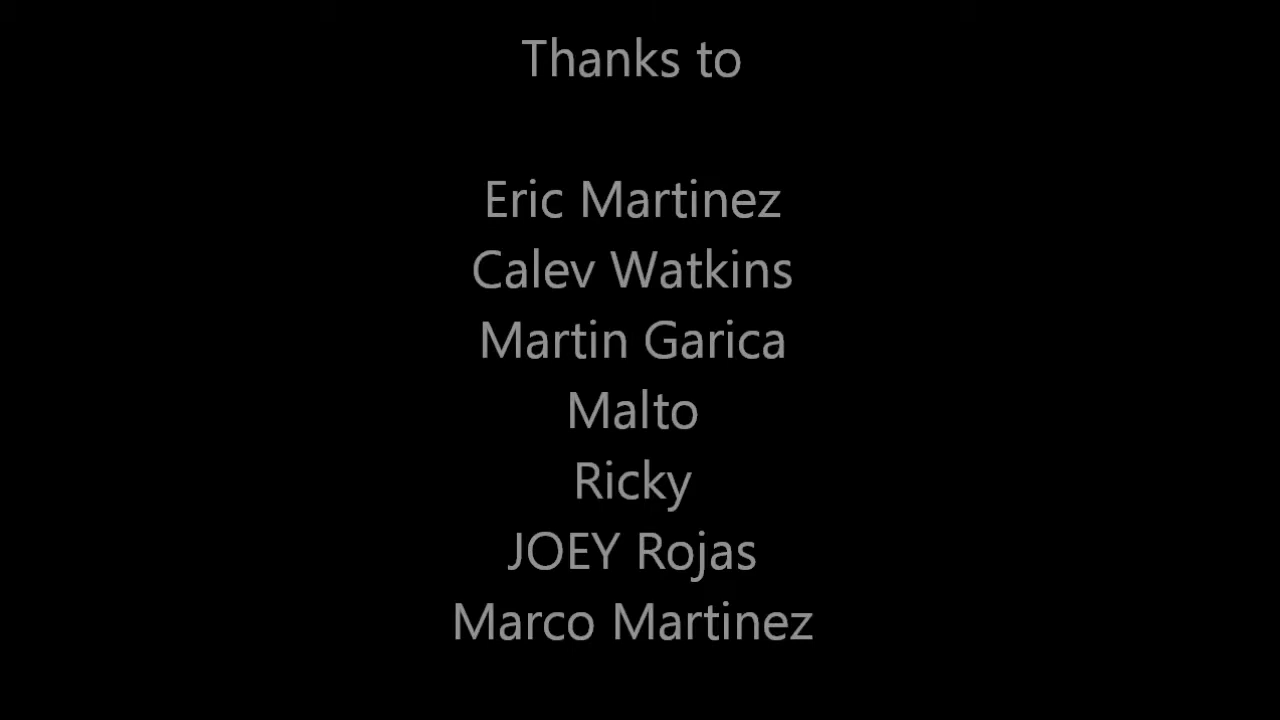 Thanks to
Eric Martinez
Calev Watkins
Martin Garica
Malto
Ricky
JOEY Rojas
Marco Martinez